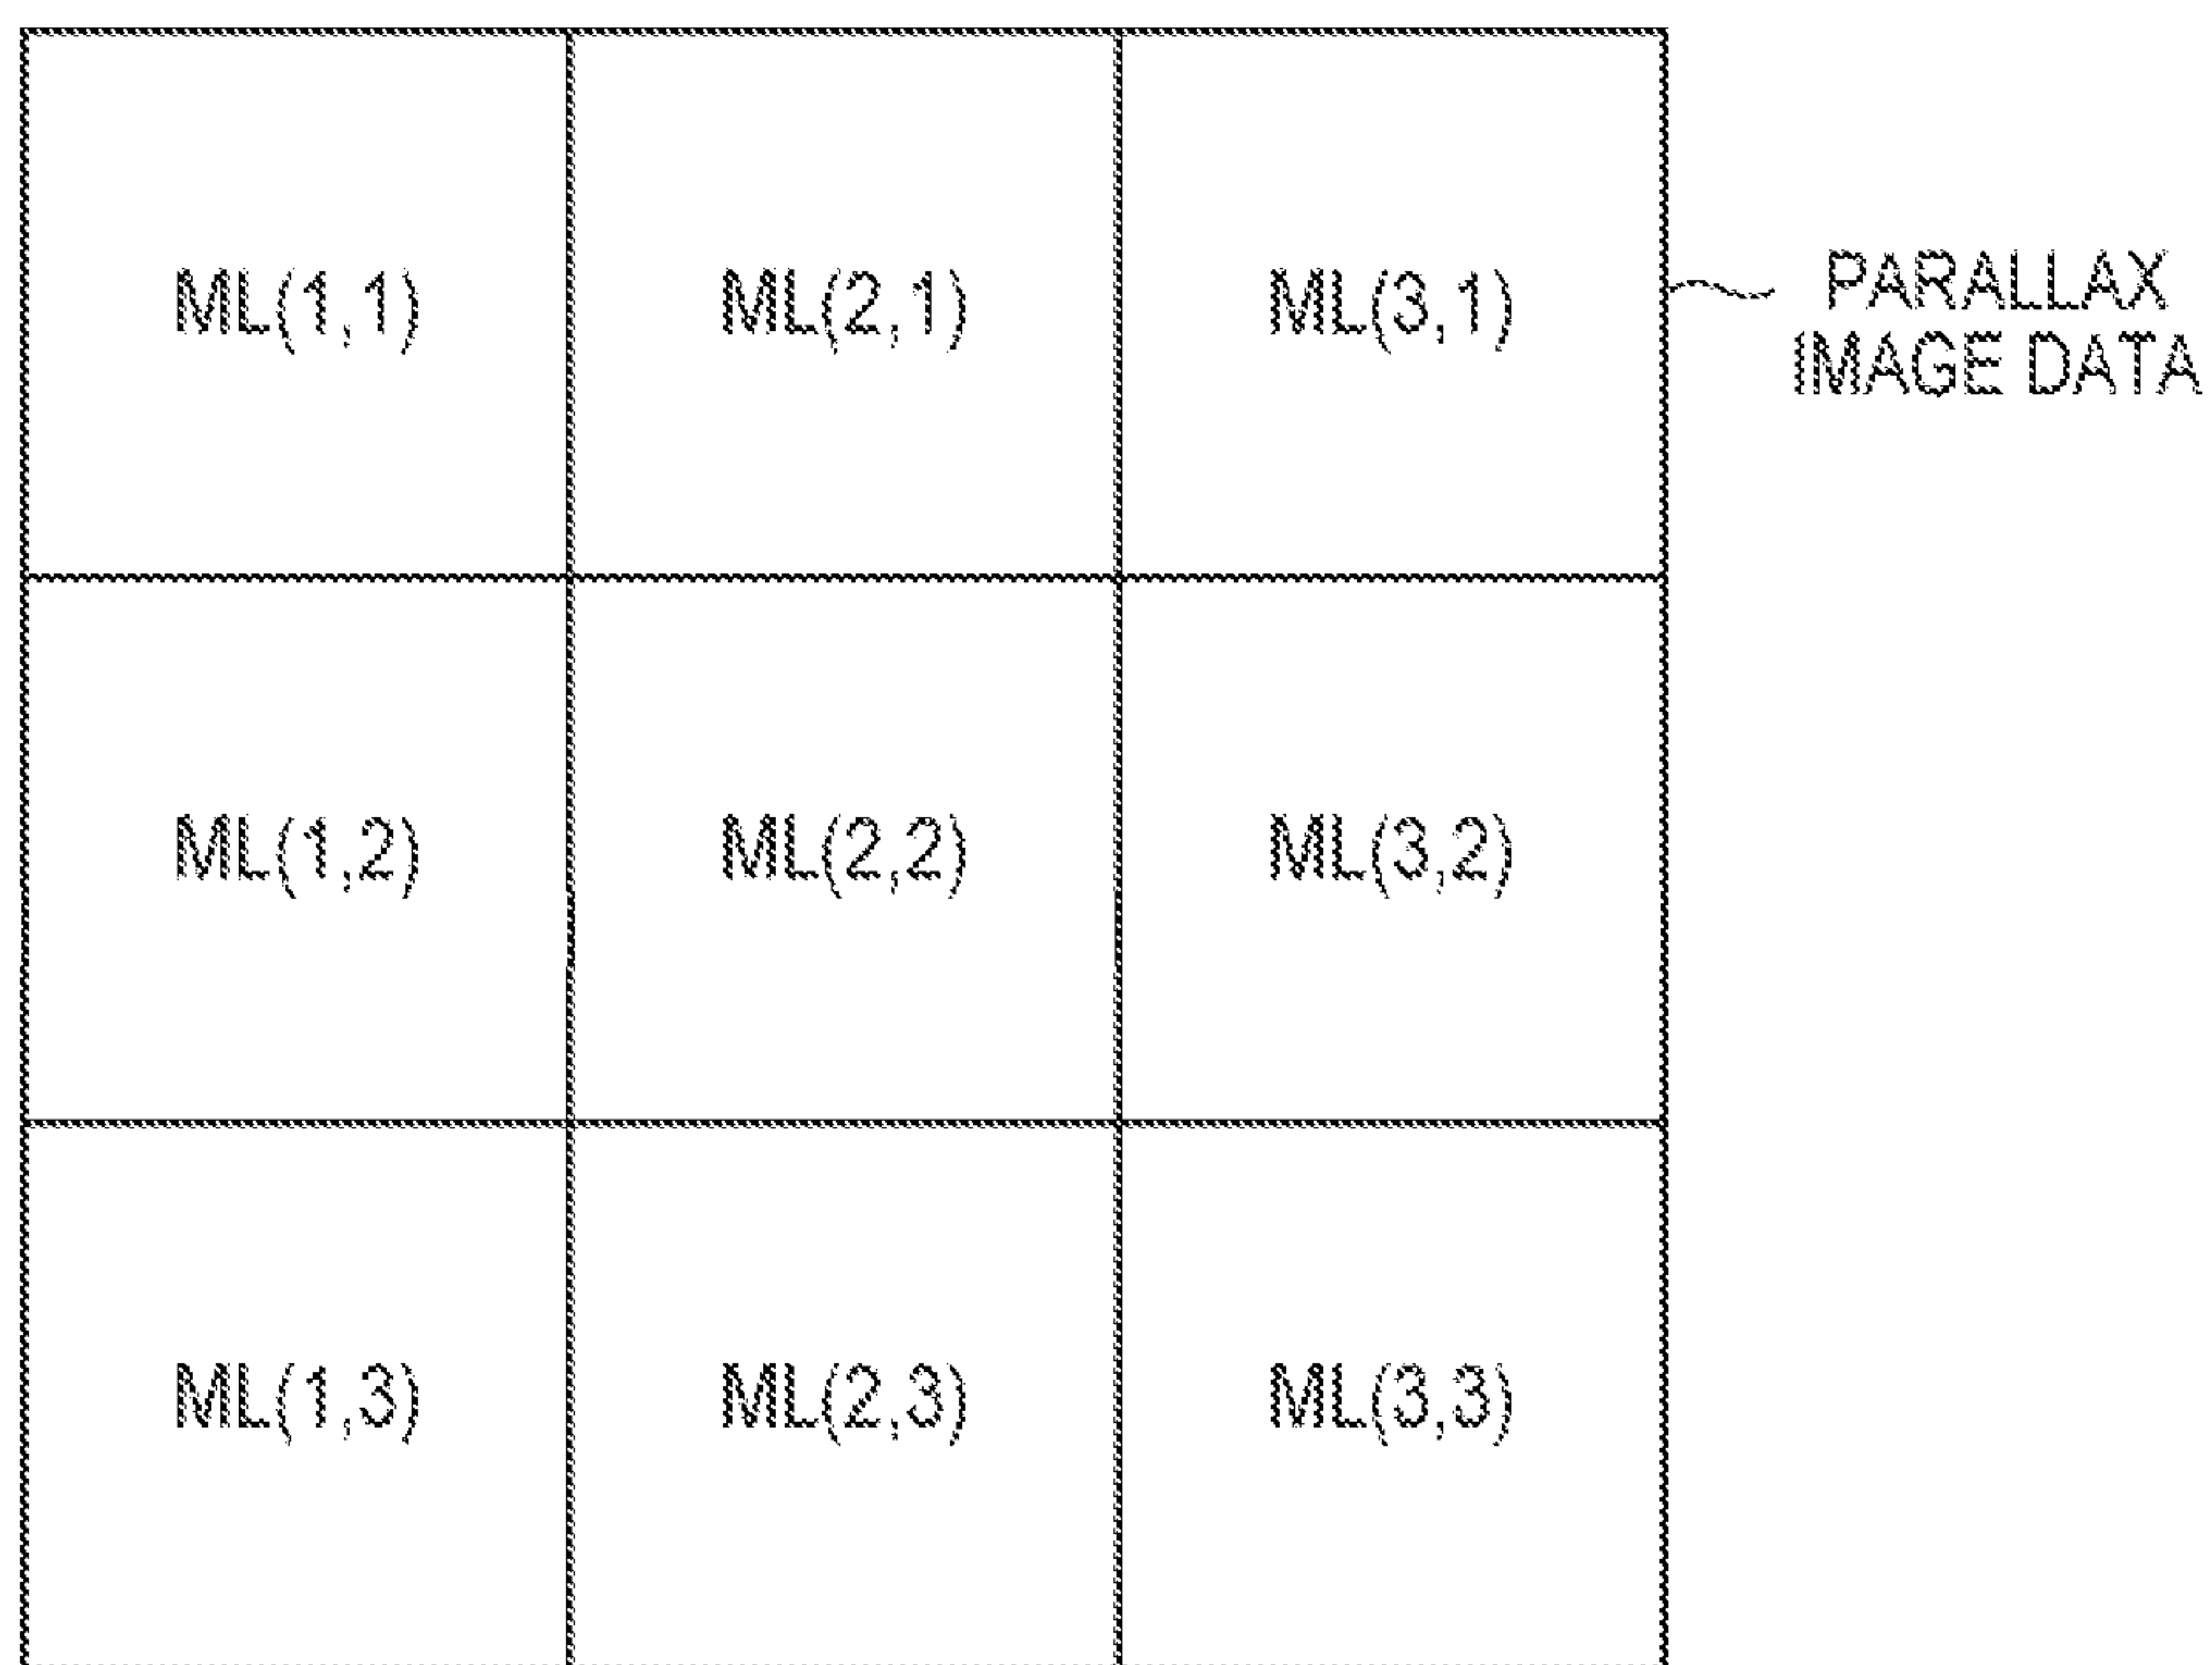 ML(1,1) ML(2,1) ML(3,1)
PARALLAX
IMAGE DATA
ML(1,2) ML(2,2) ML(3,2)
ML(1,3) ML(2,3) ML(3,3)